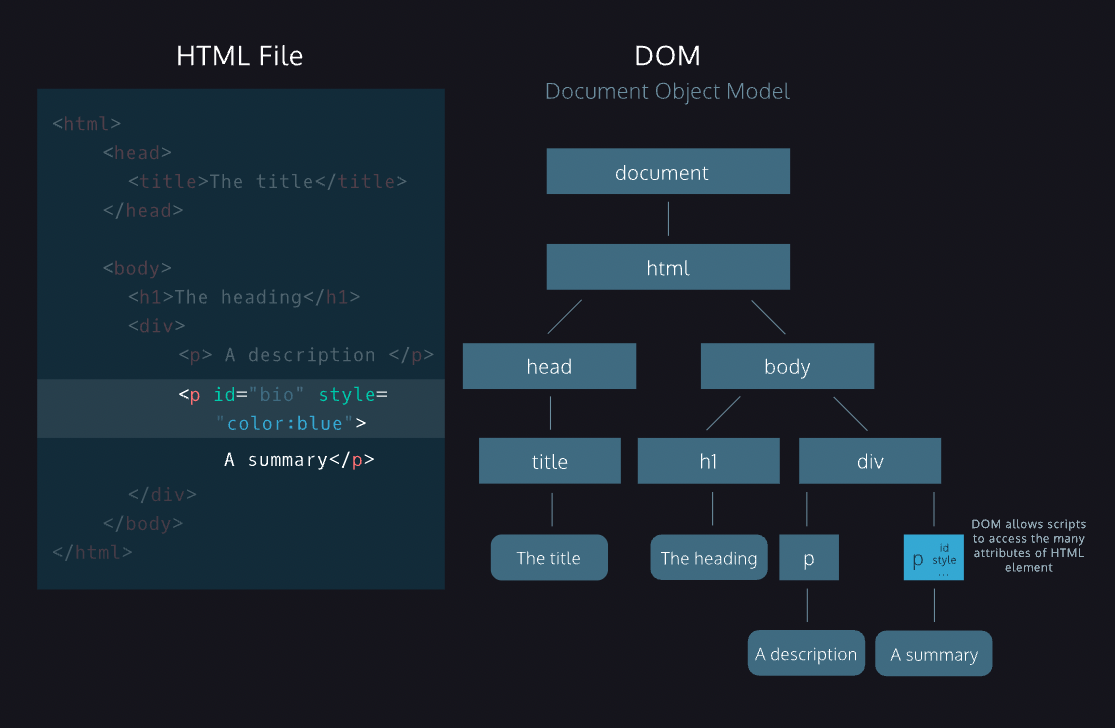 HTML File
<html>
<head>
<title>The title</title>
</head>
<body>
<h1>The heading</h1>
<div>
<p> A description </p>
<p id="bio" style=
"color:blue">
A summary</p>
</div>
</body>
</html>
DOM
Document Object Model
document
html
head
body
title
h1
div
The title
The heading
p
p
id
style
...
DOM allows scripts
to access the many
attributes of HTML
element
A description
A summary